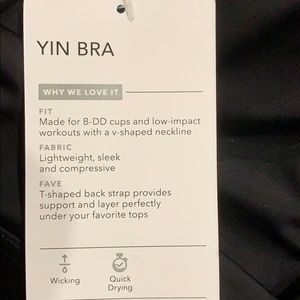 YIN BRA
WHY WE LOVE IT
FIT
Made for B-DD cups and low-impact
workouts with a v-shaped neckline
FABRIC
Lightweight, sleek
and compressive
FAVE
T-shaped back strap provides
support and layer perfectly
under your favorite tops
Wicking
Quick
Drying